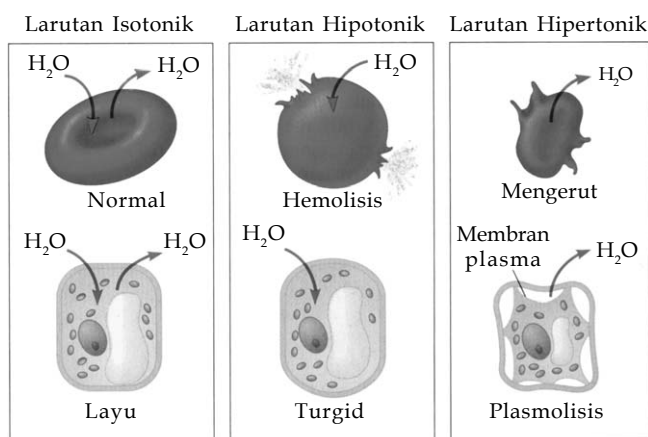 Larutan Isotonik
H₂O
H₂O
Normal
H₂O
H₂O
Layu
Larutan Hipotonik
H₂O
Hemolisis
H₂O
Turgid
Larutan Hipertonik
H₂O
Mengerut
Membran
plasma
H₂O
Plasmolisis